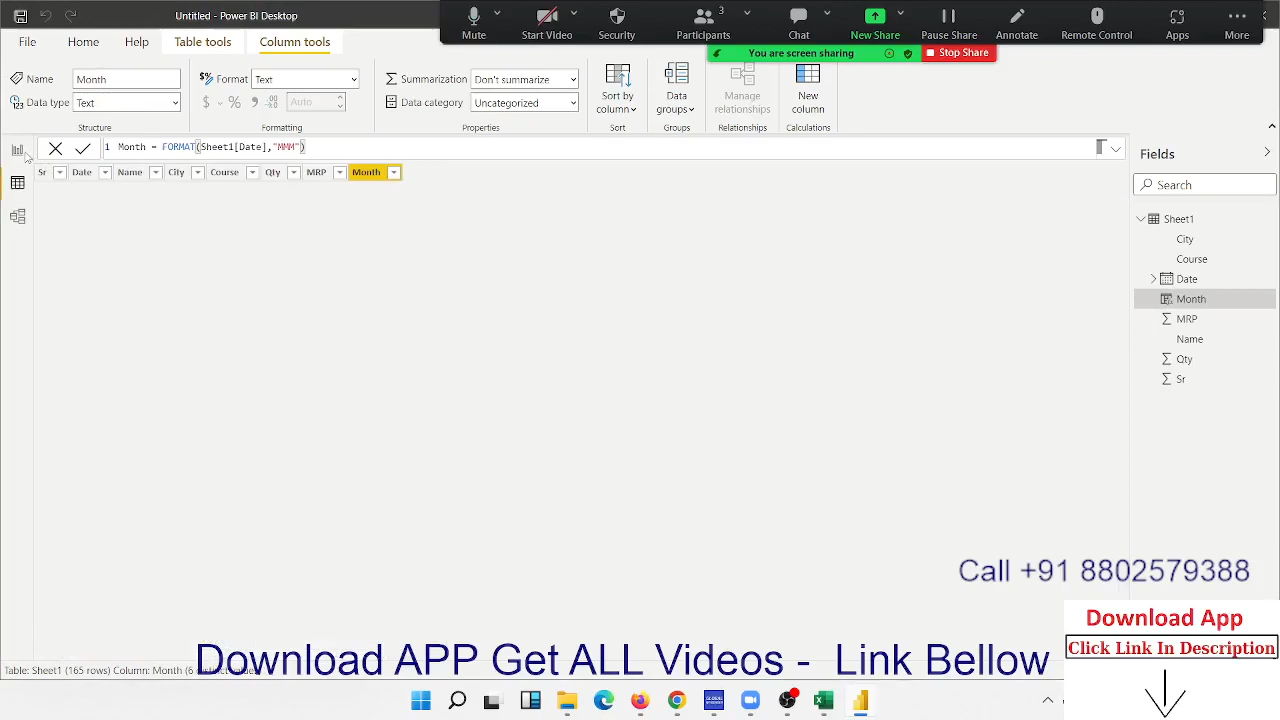 Untitled - Power BI Desktop
Mute
Start Video
Security
Participants
3
Chat
New Share
Pause Share
Annotate
Remote Control
Apps
More
You are screen sharing
Stop Share
File
Home
Help
Table tools
Column tools
Name
Month
Data type
Text
Structure
Format
Text
$ %
Auto
Formatting
Summarization
Don't summarize
Data category
Uncategorized
Properties
Sort by
column
Sort
Data
groups
Groups
Manage
relationships
Relationships
New
column
Calculations
1 Month = FORMAT(Sheet1[Date],"MMM")
Sr
Date
Name
City
Course
Qty
MRP
Month
Fields
Search
Sheet1
City
Course
Date
Month
MRP
Name
Qty
Sr
Call +91 8802579388
Download App
Click Link In Description
Download APP Get ALL Videos - Link Bellow
Table: Sheet1 (165 rows) Column: Month (6